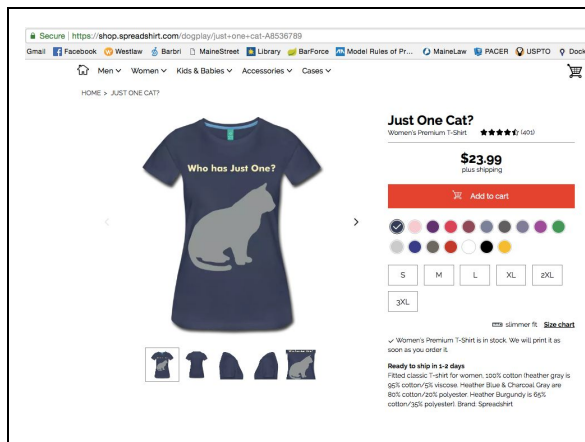 Secure | https://shop.spreadshirt.com/dogplay/just+one+cat-A8536789
Gmail Facebook Westlaw Barbri MaineStreet Library BarForce Model Rules of Pr... MaineLaw PACER USPTO Dock
Men Women Kids & Babies Accessories Cases
HOME > JUST ONE CAT?
Just One Cat?
Women's Premium T-Shirt (401)
$23.99
plus shipping
Add to cart
Who has Just One?
S M L XL 2XL
3XL
slimmer fit Size chart
Women's Premium T-Shirt is in stock. We will print it as
soon as you order it.
Ready to ship in 1-2 days
Fitted classic T-shirt for women, 100% cotton (heather gray is
95% cotton/5% viscose. Heather Blue & Charcoal Gray are
80% cotton/20% polyester. Heather Burgundy is 65%
cotton/35% polyester). Brand: Spreadshirt